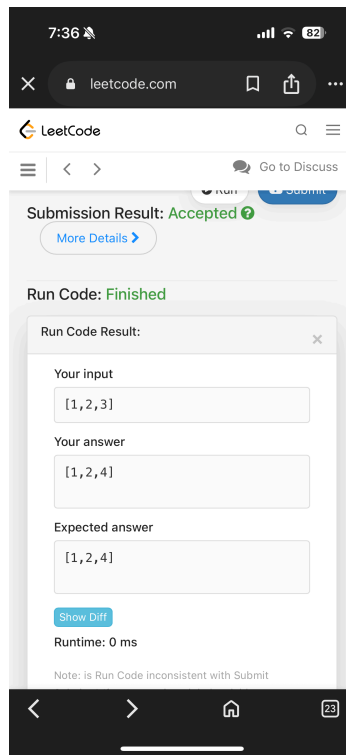 7:36
82
leetcode.com
LeetCode
Go to Discuss
Run Submit
Submission Result: Accepted
More Details
Run Code: Finished
Run Code Result:
×
Your input
[1,2,3]
Your answer
[1,2,4]
Expected answer
[1,2,4]
Show Diff
Runtime: 0 ms
Note: is Run Code inconsistent with Submit
23